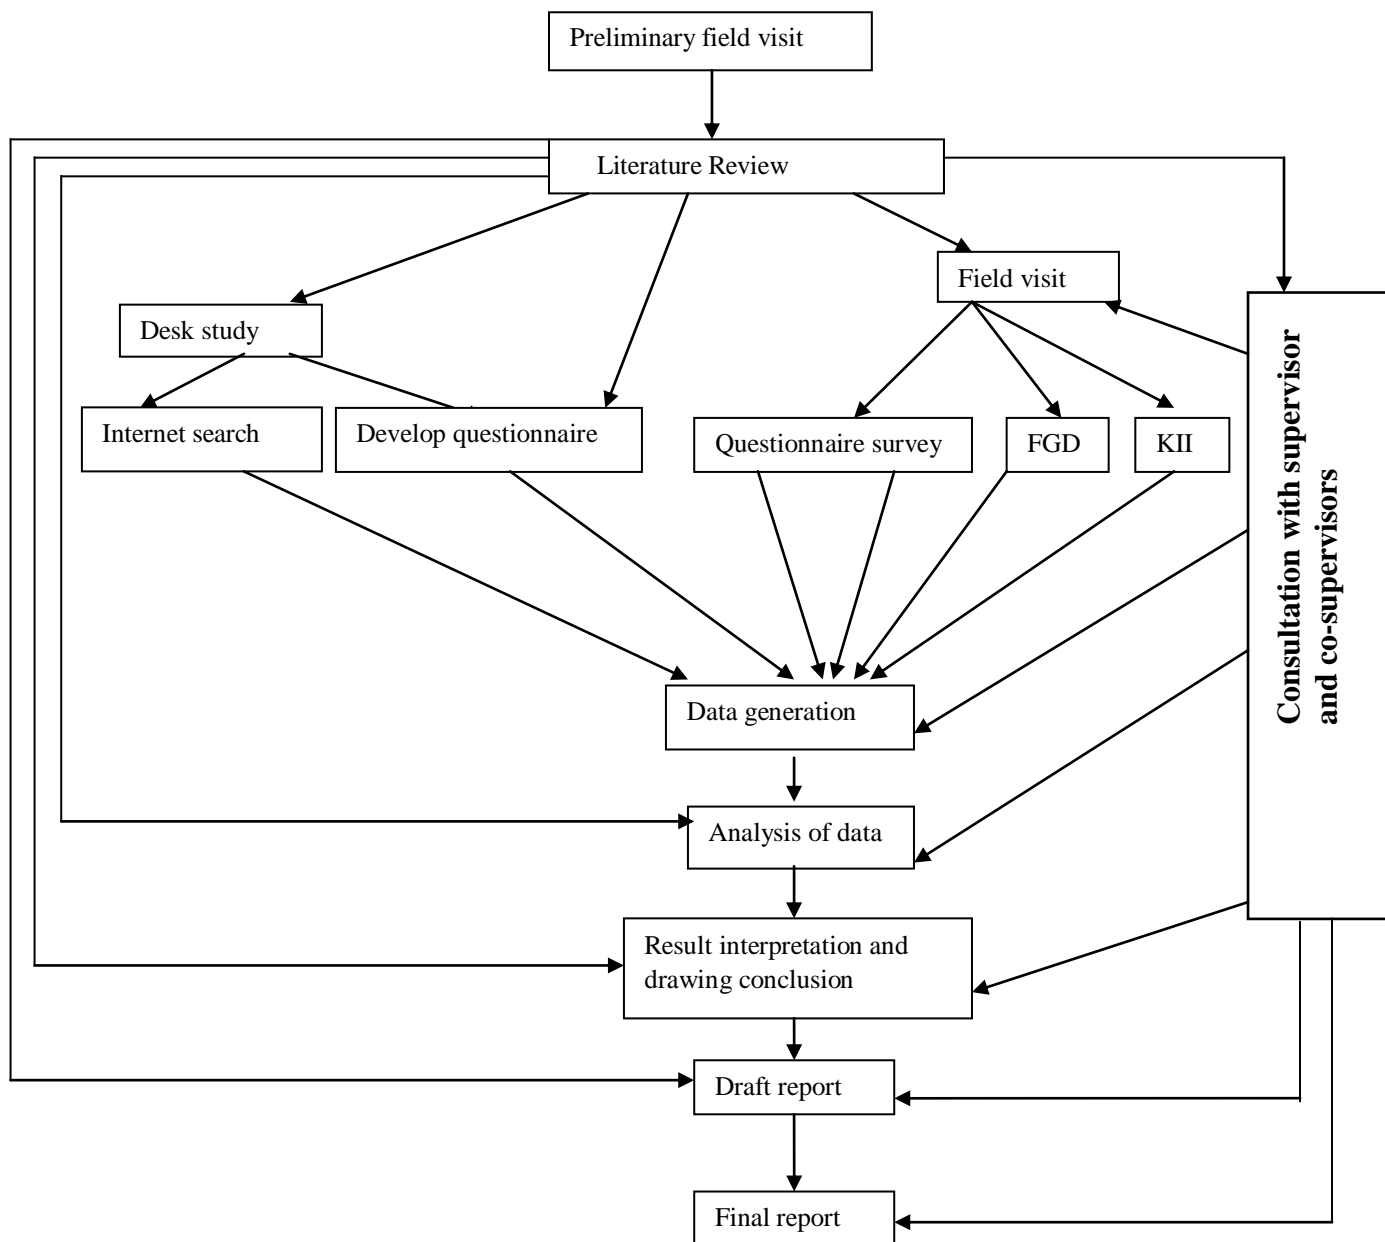 Preliminary field visit
Literature Review
Field visit
Desk study
Internet search
Develop questionnaire
Questionnaire survey
FGD
KII
Consultation with supervisor
and co-supervisors
Data generation
Analysis of data
Result interpretation and
drawing conclusion
Draft report
Final report